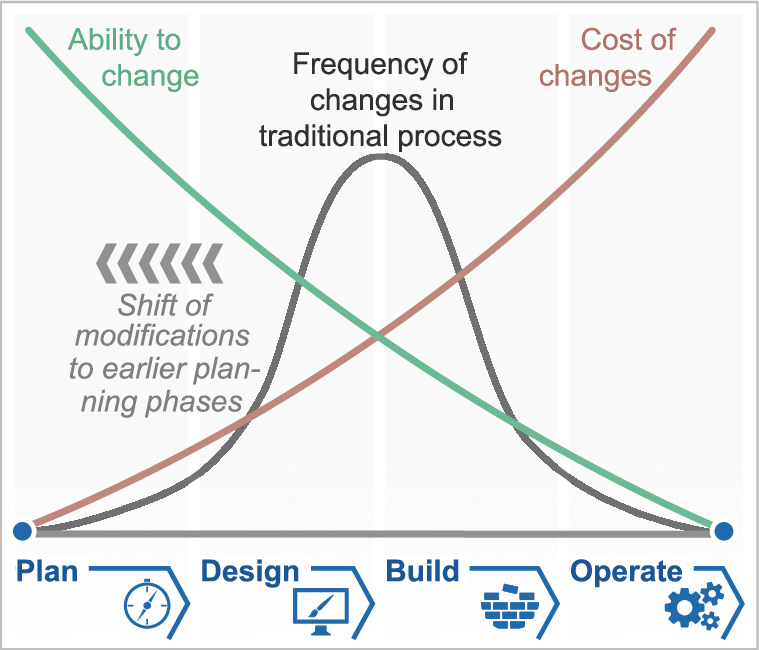 Ability to
change
Frequency of
changes in
traditional process
Cost of
changes
Shift of
modifications
to earlier plan-
ning phases
Plan
Design
Build
Operate